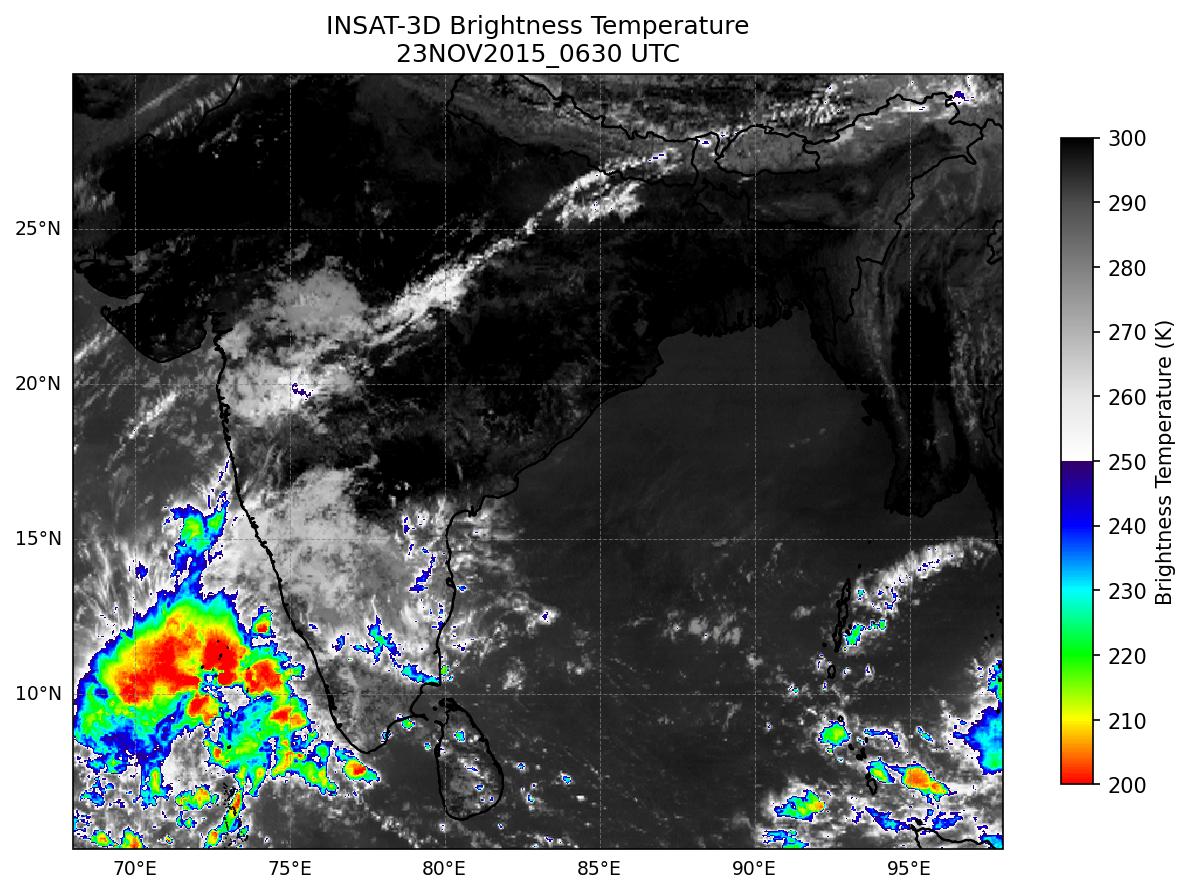 INSAT-3D Brightness Temperature
23NOV2015_0630 UTC
25°N
20°N
15°N
10°N
70°E
75°E
80°E
85°E
90°E
95°E
300
290
280
270
260
250
240
230
220
210
200
Brightness Temperature (K)